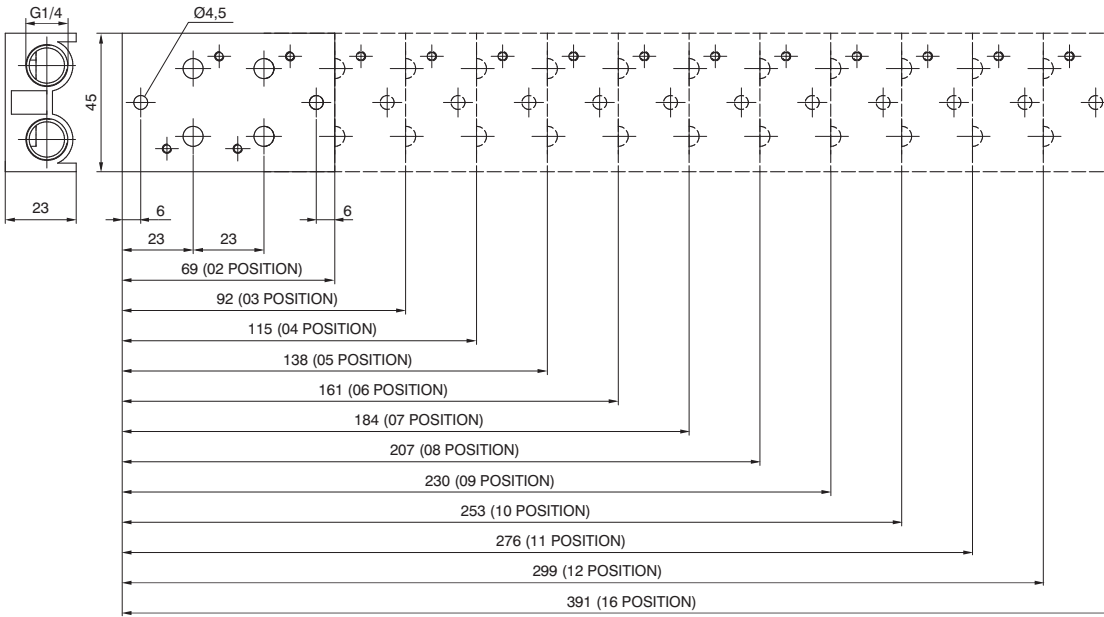 G1/4
Ø4,5
45
23
6
6
23
23
69 (02 POSITION)
92 (03 POSITION)
115 (04 POSITION)
138 (05 POSITION)
161 (06 POSITION)
184 (07 POSITION)
207 (08 POSITION)
230 (09 POSITION)
253 (10 POSITION)
276 (11 POSITION)
299 (12 POSITION)
391 (16 POSITION)